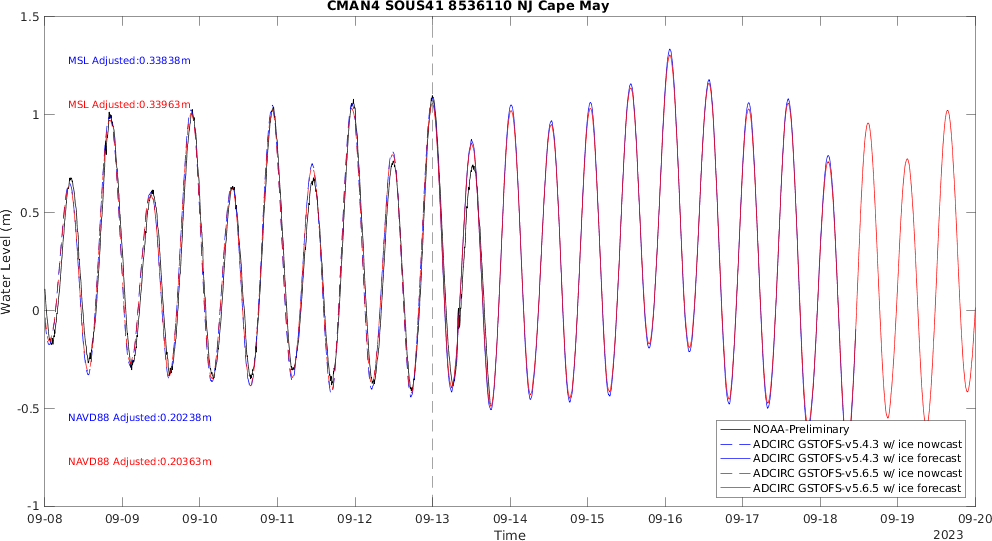 CMAN4 SOUS41 8536110 NJ Cape May
1.5
MSL Adjusted:0.33838m
MSL Adjusted:0.33963m
1
0.5
Water Level (m)
0
-0.5
NAVD88 Adjusted:0.20238m
NAVD88 Adjusted:0.20363m
NOAA-Preliminary
ADCIRC GSTOFS-v5.4.3 w/ ice nowcast
ADCIRC GSTOFS-v5.4.3 w/ ice forecast
ADCIRC GSTOFS-v5.6.5 w/ ice nowcast
ADCIRC GSTOFS-v5.6.5 w/ ice forecast
-1
09-08 09-09 09-10 09-11 09-12 09-13 09-14 09-15 09-16 09-17 09-18 09-19 09-20
Time
2023